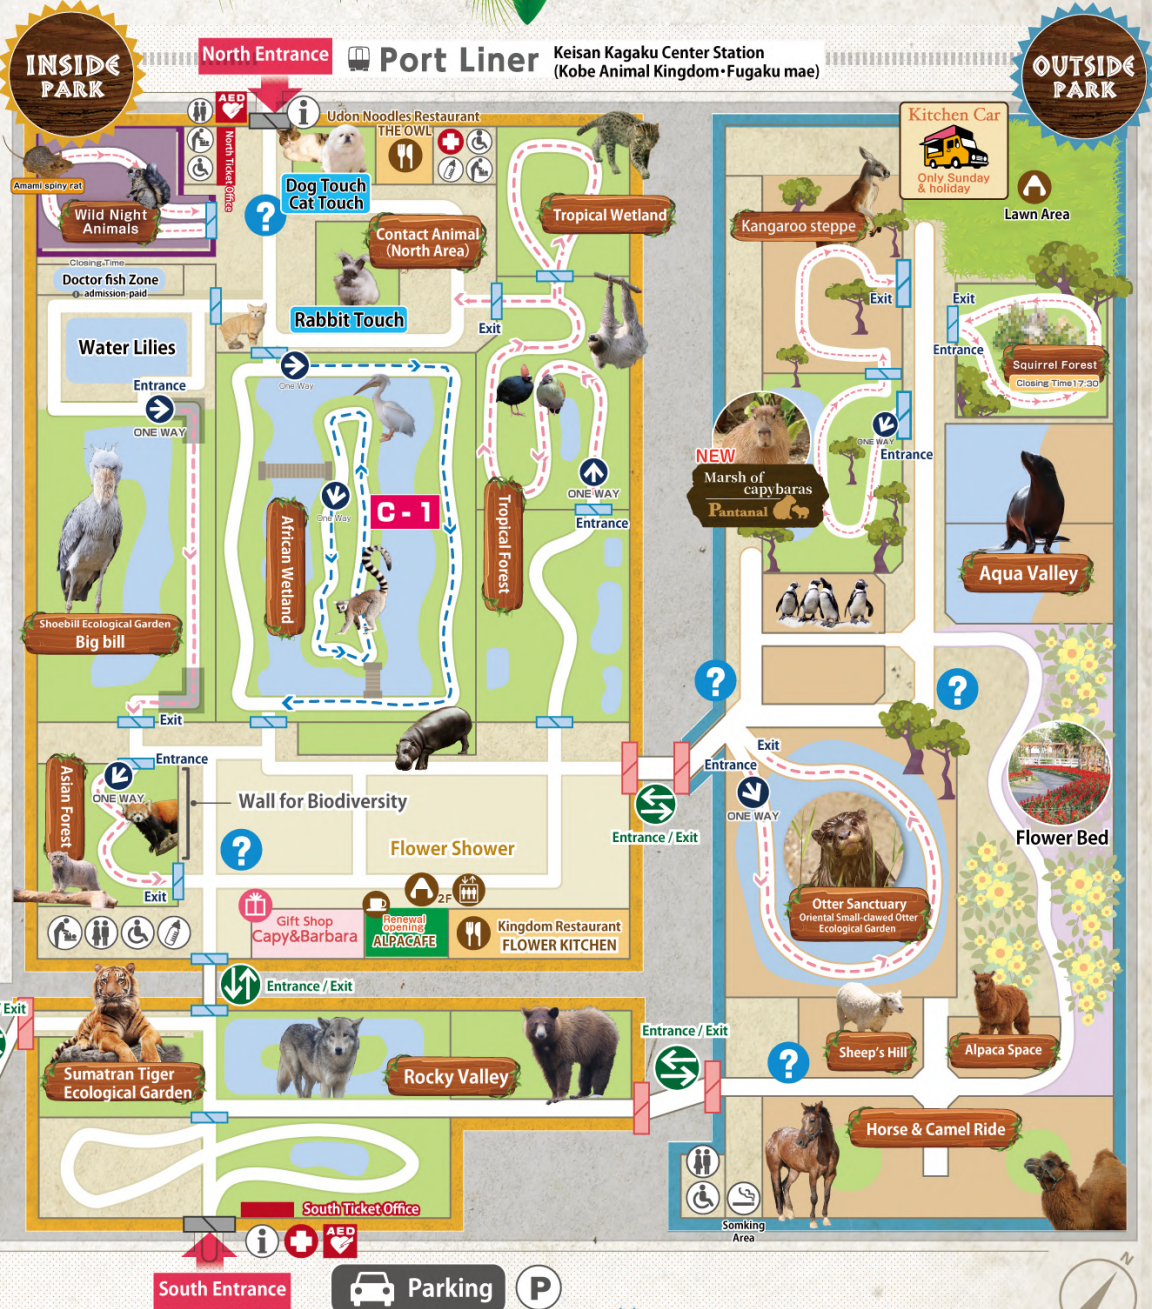 INSIDE
PARK
North Entrance
Port Liner
Keisan Kagaku Center Station
(Kobe Animal Kingdom・Fugaku mae)
OUTSIDE
PARK
AED
i
Udon Noodles Restaurant
THE OWL
North Ticket Office
Amami spiny rat
Wild Night
Animals
Dog Touch
Cat Touch
?
Contact Animal
(North Area)
Tropical Wetland
Kitchen Car
Only Sunday
& holiday
Lawn Area
Kangaroo steppe
Closing Time
Doctor fish Zone
admission-paid
Rabbit Touch
Exit
Exit
Exit
Entrance
Squirrel Forest
Closing Time17:30
Water Lilies
Entrance
ONE WAY
One Way
One Way
C-1
African Wetland
Tropical Forest
ONE WAY
Entrance
ONE WAY
Entrance
NEW
Marsh of
capybaras
Pantanal
Aqua Valley
Shoebill Ecological Garden
Big bill
Exit
?
?
Entrance
Asian Forest
ONE WAY
Wall for Biodiversity
Exit
Entrance
ONE WAY
Entrance / Exit
Flower Bed
?
Flower Shower
Exit
Otter Sanctuary
Oriental Small-clawed Otter
Ecological Garden
2F
Gift Shop
Capy&Barbara
Renewal
opening
ALPACAFE
Kingdom Restaurant
FLOWER KITCHEN
Entrance / Exit
/ Exit
Sumatran Tiger
Ecological Garden
Rocky Valley
Entrance / Exit
?
Sheep's Hill
Alpaca Space
Horse & Camel Ride
South Ticket Office
i
AED
Somking
Area
South Entrance
Parking
P
N